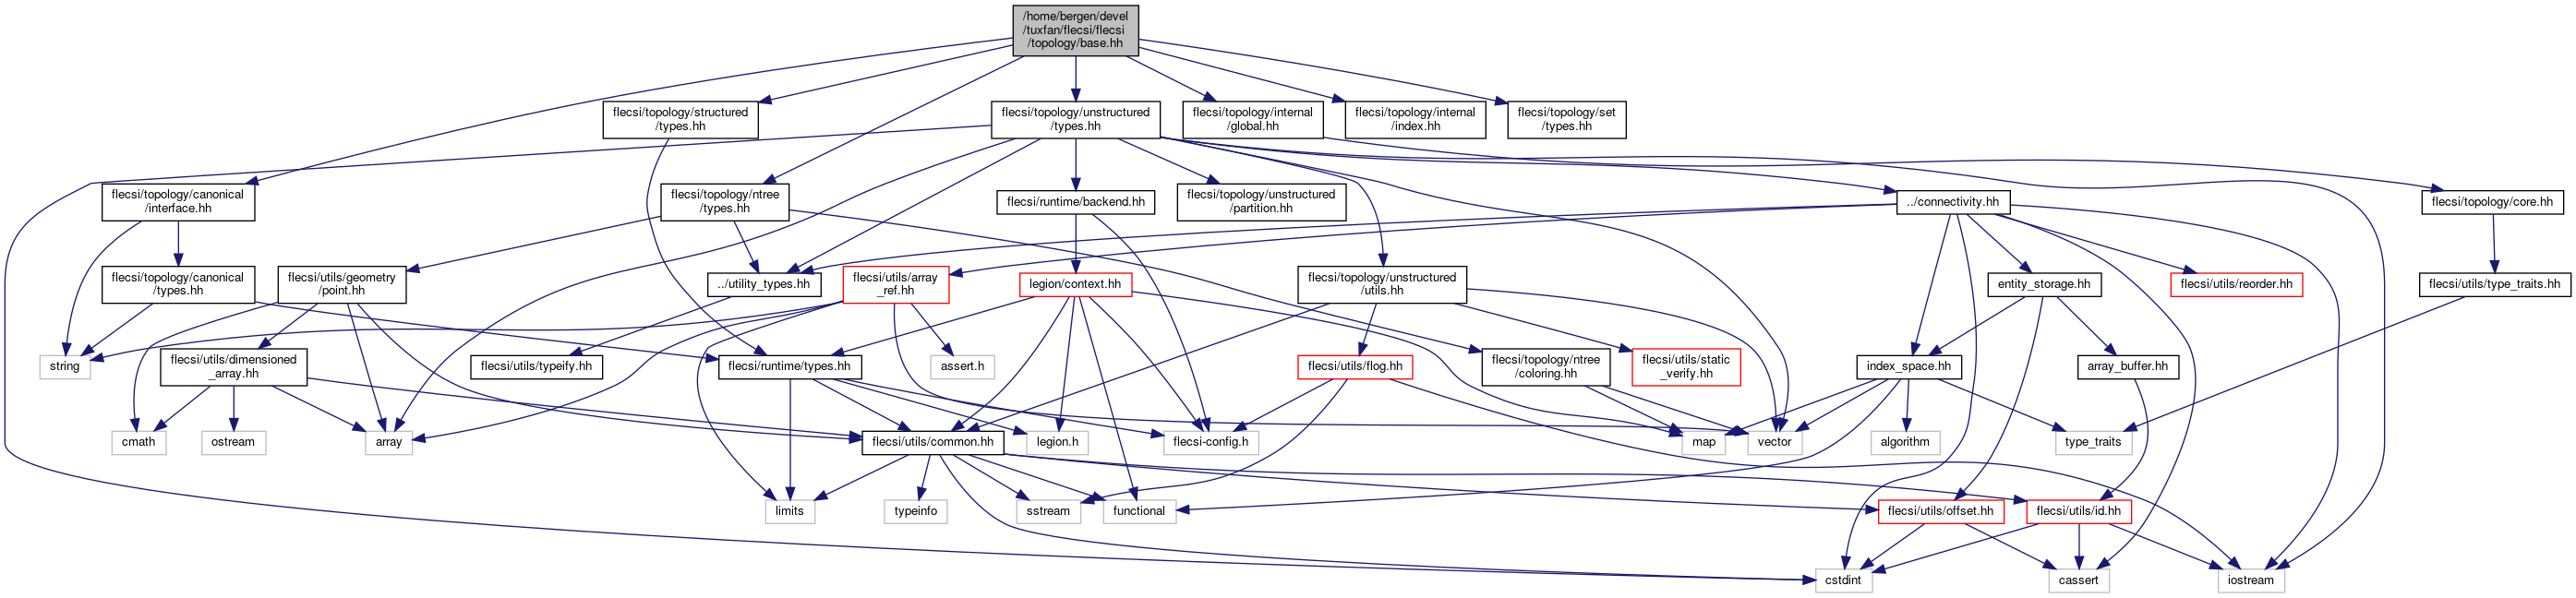 /home/bergen/devel
/tuxfan/flecsi/flecsi
/topology/base.hh
flecsi/topology/structured
/types.hh
flecsi/topology/unstructured
/types.hh
flecsi/topology/internal
/global.hh
flecsi/topology/internal
/index.hh
flecsi/topology/set
/types.hh
flecsi/topology/canonical
/interface.hh
flecsi/topology/ntree
/types.hh
flecsi/runtime/backend.hh
flecsi/topology/unstructured
/partition.hh
../connectivity.hh
flecsi/topology/core.hh
flecsi/topology/canonical
/types.hh
flecsi/utils/geometry
/point.hh
../utility_types.hh
flecsi/utils/array
_ref.hh
legion/context.hh
flecsi/topology/unstructured
/utils.hh
entity_storage.hh
flecsi/utils/reorder.hh
flecsi/utils/type_traits.hh
string
flecsi/utils/dimensioned
_array.hh
flecsi/utils/typeify.hh
flecsi/runtime/types.hh
assert.h
flecsi/utils/flog.hh
flecsi/topology/ntree
/coloring.hh
flecsi/utils/static
_verify.hh
index_space.hh
array_buffer.hh
cmath
ostream
array
flecsi/utils/common.hh
legion.h
flecsi-config.h
map
vector
algorithm
type_traits
limits
typeinfo
sstream
functional
flecsi/utils/offset.hh
flecsi/utils/id.hh
cstdint
cassert
iostream